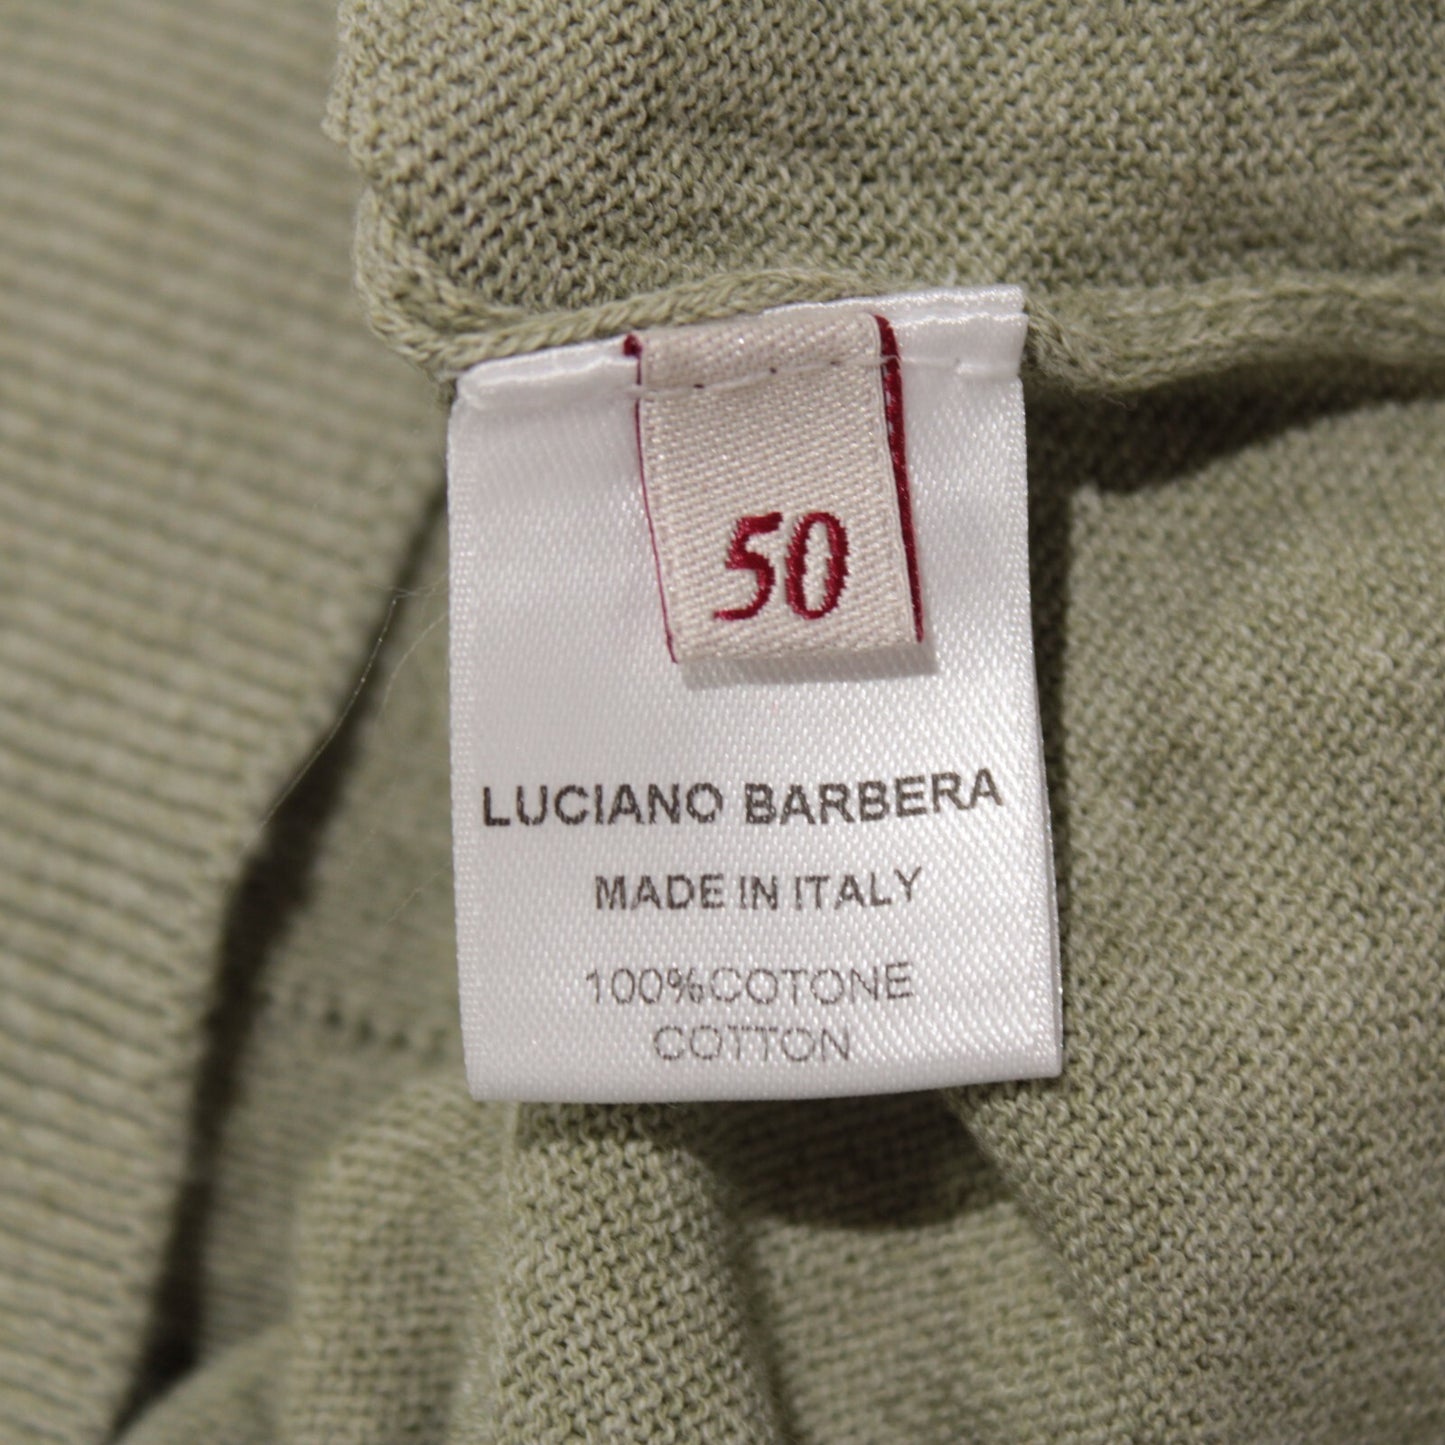 50
LUCIANO BARBERA
MADE IN ITALY
100%COTONE
COTTON